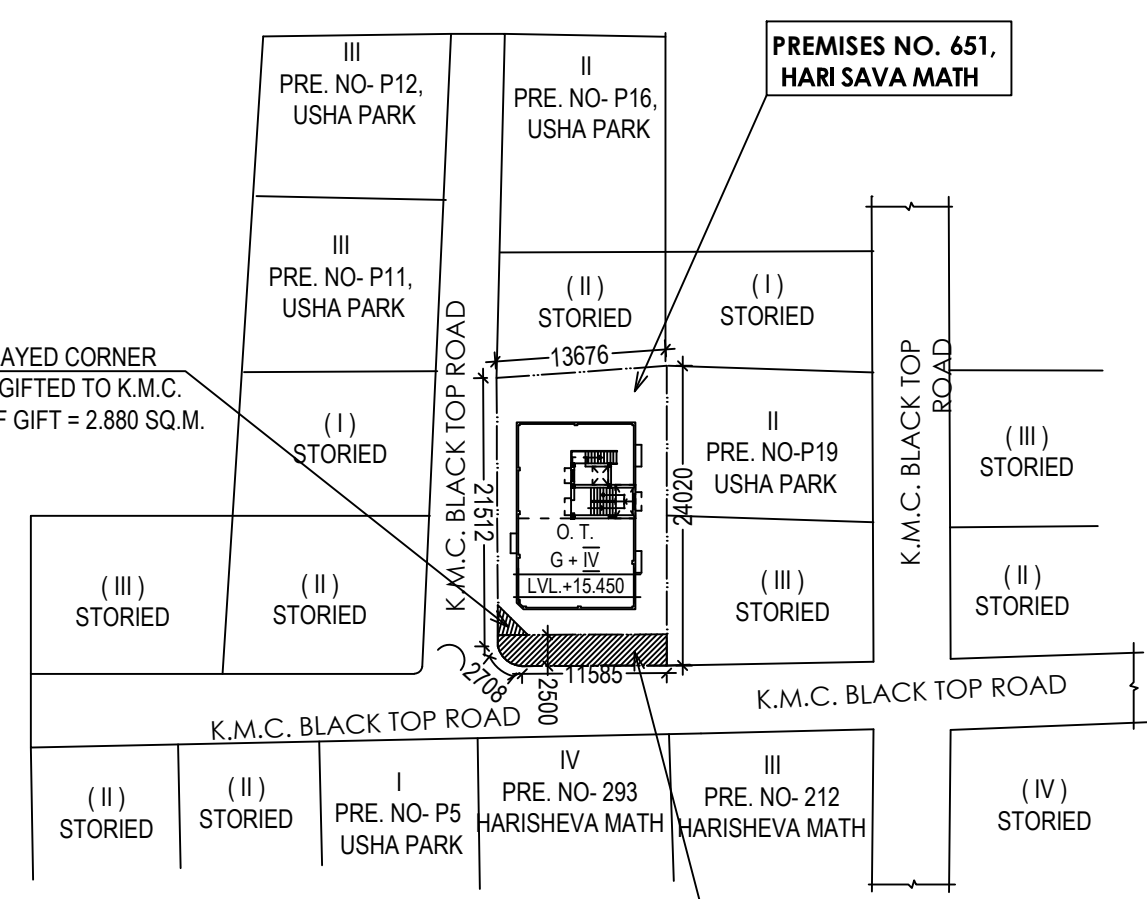 PREMISES NO. 651,
HARI SAVA MATH
III
PRE. NO- P12,
USHA PARK
II
PRE. NO- P16,
USHA PARK
III
PRE. NO- P11,
USHA PARK
( II )
STORIED
( I )
STORIED
K.M.C. BLACK TOP ROAD
K.M.C. BLACK TOP
ROAD
AYED CORNER
GIFTED TO K.M.C.
F GIFT = 2.880 SQ.M.
13676
( I )
STORIED
II
PRE. NO-P19
USHA PARK
( III )
STORIED
21512
24020
O. T.
G + IV
LVL.+15.450
( III )
STORIED
( II )
STORIED
( III )
STORIED
( II )
STORIED
2708
2500
11585
K.M.C. BLACK TOP ROAD
K.M.C. BLACK TOP ROAD
( II )
STORIED
( II )
STORIED
I
PRE. NO- P5
USHA PARK
IV
PRE. NO- 293
HARISHEVA MATH
III
PRE. NO- 212
HARISHEVA MATH
( IV )
STORIED